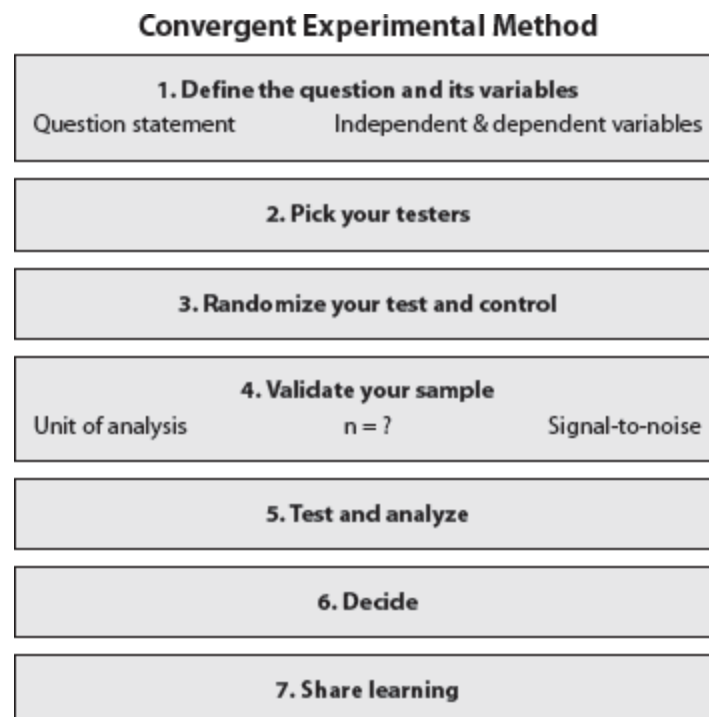 Convergent Experimental Method
1. Define the question and its variables
Question statement Independent & dependent variables
2. Pick your testers
3. Randomize your test and control
4. Validate your sample
Unit of analysis n = ? Signal-to-noise
5. Test and analyze
6. Decide
7. Share learning